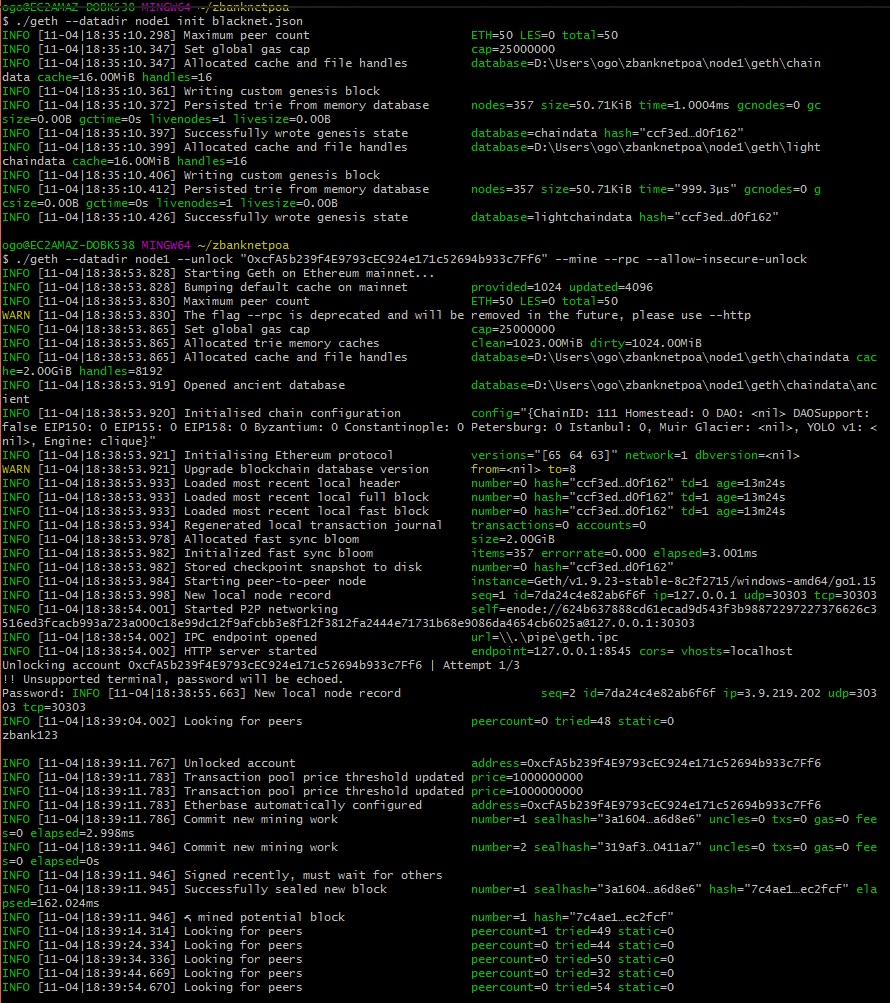 ogo@EC2AMAZ-DOBK538 MINGW64 ~/zbanknetpoa
$ ./geth --datadir node1 init blacknet.json
INFO [11-04|18:35:10.298] Maximum peer count ETH=50 LES=0 total=50
INFO [11-04|18:35:10.347] Set global gas cap cap=25000000
INFO [11-04|18:35:10.347] Allocated cache and file handles database=D:\Users\ogo\zbanknetpoa\node1\geth\chain
data cache=16.00MiB handles=16
INFO [11-04|18:35:10.361] Writing custom genesis block
INFO [11-04|18:35:10.372] Persisted trie from memory database nodes=357 size=50.71KiB time=1.0004ms gcnodes=0 gc
size=0.00B gctime=0s livenodes=1 livesize=0.00B
INFO [11-04|18:35:10.397] Successfully wrote genesis state database=chaindata hash="ccf3ed…d0f162"
INFO [11-04|18:35:10.399] Allocated cache and file handles database=D:\Users\ogo\zbanknetpoa\node1\geth\light
chaindata cache=16.00MiB handles=16
INFO [11-04|18:35:10.406] Writing custom genesis block
INFO [11-04|18:35:10.412] Persisted trie from memory database nodes=357 size=50.71KiB time="999.3µs" gcnodes=0 g
csize=0.00B gctime=0s livenodes=1 livesize=0.00B
INFO [11-04|18:35:10.426] Successfully wrote genesis state database=lightchaindata hash="ccf3ed…d0f162"
ogo@EC2AMAZ-DOBK538 MINGW64 ~/zbanknetpoa
$ ./geth --datadir node1 --unlock "0xcfA5b239f4E9793cEC924e171c52694b933c7Ff6" --mine --rpc --allow-insecure-unlock
INFO [11-04|18:38:53.828] Starting Geth on Ethereum mainnet...
INFO [11-04|18:38:53.828] Bumping default cache on mainnet provided=1024 updated=4096
INFO [11-04|18:38:53.830] Maximum peer count ETH=50 LES=0 total=50
WARN [11-04|18:38:53.830] The flag --rpc is deprecated and will be removed in the future, please use --http
INFO [11-04|18:38:53.865] Set global gas cap cap=25000000
INFO [11-04|18:38:53.865] Allocated trie memory caches clean=1023.00MiB dirty=1024.00MiB
INFO [11-04|18:38:53.865] Allocated cache and file handles database=D:\Users\ogo\zbanknetpoa\node1\geth\chaindata cac
he=2.00GiB handles=8192
INFO [11-04|18:38:53.919] Opened ancient database database=D:\Users\ogo\zbanknetpoa\node1\geth\chaindata\anc
ient
INFO [11-04|18:38:53.920] Initialised chain configuration config="{ChainID: 111 Homestead: 0 DAO: <nil> DAOSupport:
false EIP150: 0 EIP155: 0 EIP158: 0 Byzantium: 0 Constantinople: 0 Petersburg: 0 Istanbul: 0, Muir Glacier: <nil>, YOLO v1: <
nil>, Engine: clique}"
INFO [11-04|18:38:53.921] Initialising Ethereum protocol versions="[65 64 63]" network=1 dbversion=<nil>
WARN [11-04|18:38:53.921] Upgrade blockchain database version from=<nil> to=8
INFO [11-04|18:38:53.933] Loaded most recent local header number=0 hash="ccf3ed…d0f162" td=1 age=13m24s
INFO [11-04|18:38:53.933] Loaded most recent local full block number=0 hash="ccf3ed…d0f162" td=1 age=13m24s
INFO [11-04|18:38:53.933] Loaded most recent local fast block number=0 hash="ccf3ed…d0f162" td=1 age=13m24s
INFO [11-04|18:38:53.934] Regenerated local transaction journal transactions=0 accounts=0
INFO [11-04|18:38:53.978] Allocated fast sync bloom size=2.00GiB
INFO [11-04|18:38:53.982] Initialized fast sync bloom items=357 errorrate=0.000 elapsed=3.001ms
INFO [11-04|18:38:53.982] Stored checkpoint snapshot to disk number=0 hash="ccf3ed…d0f162"
INFO [11-04|18:38:53.984] Starting peer-to-peer node instance=Geth/v1.9.23-stable-8c2f2715/windows-amd64/go1.15
INFO [11-04|18:38:53.998] New local node record seq=1 id=7da24c4e82ab6f6f ip=127.0.0.1 udp=30303 tcp=30303
INFO [11-04|18:38:54.001] Started P2P networking self=enode://624b637888cd61ecad9d543f3b98872297227376626c3
516ed3fcacb993a723a000c18e99dc12f9afcbb3e8f12f3812fa2444e71731b68e9086da4654cb6025a@127.0.0.1:30303
INFO [11-04|18:38:54.002] IPC endpoint opened url=\\.\pipe\geth.ipc
INFO [11-04|18:38:54.002] HTTP server started endpoint=127.0.0.1:8545 cors= vhosts=localhost
Unlocking account 0xcfA5b239f4E9793cEC924e171c52694b933c7Ff6 | Attempt 1/3
!! Unsupported terminal, password will be echoed.
Password: INFO [11-04|18:38:55.663] New local node record seq=2 id=7da24c4e82ab6f6f ip=3.9.219.202 udp=303
03 tcp=30303
INFO [11-04|18:39:04.002] Looking for peers peercount=0 tried=48 static=0
zbank123
INFO [11-04|18:39:11.767] Unlocked account address=0xcfA5b239f4E9793cEC924e171c52694b933c7Ff6
INFO [11-04|18:39:11.783] Transaction pool price threshold updated price=1000000000
INFO [11-04|18:39:11.783] Transaction pool price threshold updated price=1000000000
INFO [11-04|18:39:11.783] Etherbase automatically configured address=0xcfA5b239f4E9793cEC924e171c52694b933c7Ff6
INFO [11-04|18:39:11.786] Commit new mining work number=1 sealhash="3a1604…a6d8e6" uncles=0 txs=0 gas=0 fee
s=0 elapsed=2.998ms
INFO [11-04|18:39:11.946] Commit new mining work number=2 sealhash="319af3…0411a7" uncles=0 txs=0 gas=0 fee
s=0 elapsed=0s
INFO [11-04|18:39:11.946] Signed recently, must wait for others
INFO [11-04|18:39:11.945] Successfully sealed new block number=1 sealhash="3a1604…a6d8e6" hash="7c4ae1…ec2fcf" ela
psed=162.024ms
INFO [11-04|18:39:11.946] ⛏ mined potential block number=1 hash="7c4ae1…ec2fcf"
INFO [11-04|18:39:14.314] Looking for peers peercount=1 tried=49 static=0
INFO [11-04|18:39:24.334] Looking for peers peercount=0 tried=44 static=0
INFO [11-04|18:39:34.336] Looking for peers peercount=0 tried=50 static=0
INFO [11-04|18:39:44.669] Looking for peers peercount=0 tried=32 static=0
INFO [11-04|18:39:54.670] Looking for peers peercount=0 tried=54 static=0